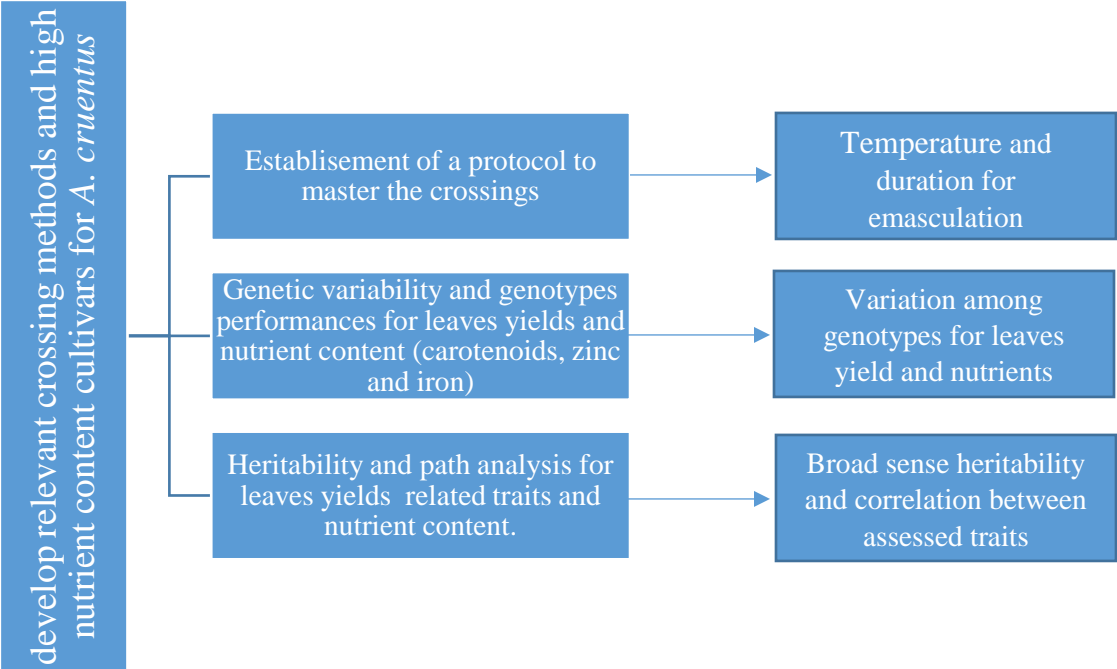 develop relevant crossing methods and high
nutrient content cultivars for A. cruentus
Establisement of a protocol to
master the crossings
Temperature and
duration for
emasculation
Genetic variability and genotypes
performances for leaves yields and
nutrient content (carotenoids, zinc
and iron)
Variation among
genotypes for leaves
yield and nutrients
Heritability and path analysis for
leaves yields related traits and
nutrient content.
Broad sense heritability
and correlation between
assessed traits